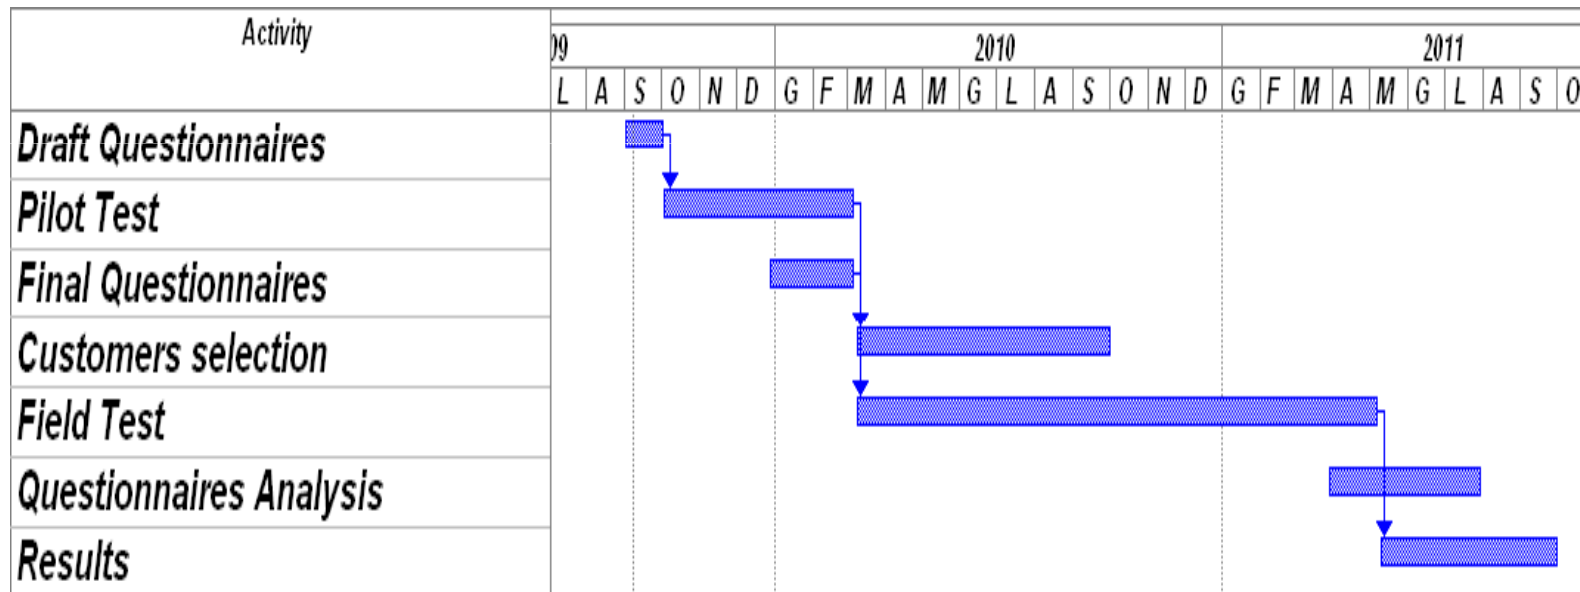 Activity
09 2010 2011
L A S O N D G F M A M G L A S O N D G F M A M G L A S O
Draft Questionnaires
Pilot Test
Final Questionnaires
Customers selection
Field Test
Questionnaires Analysis
Results